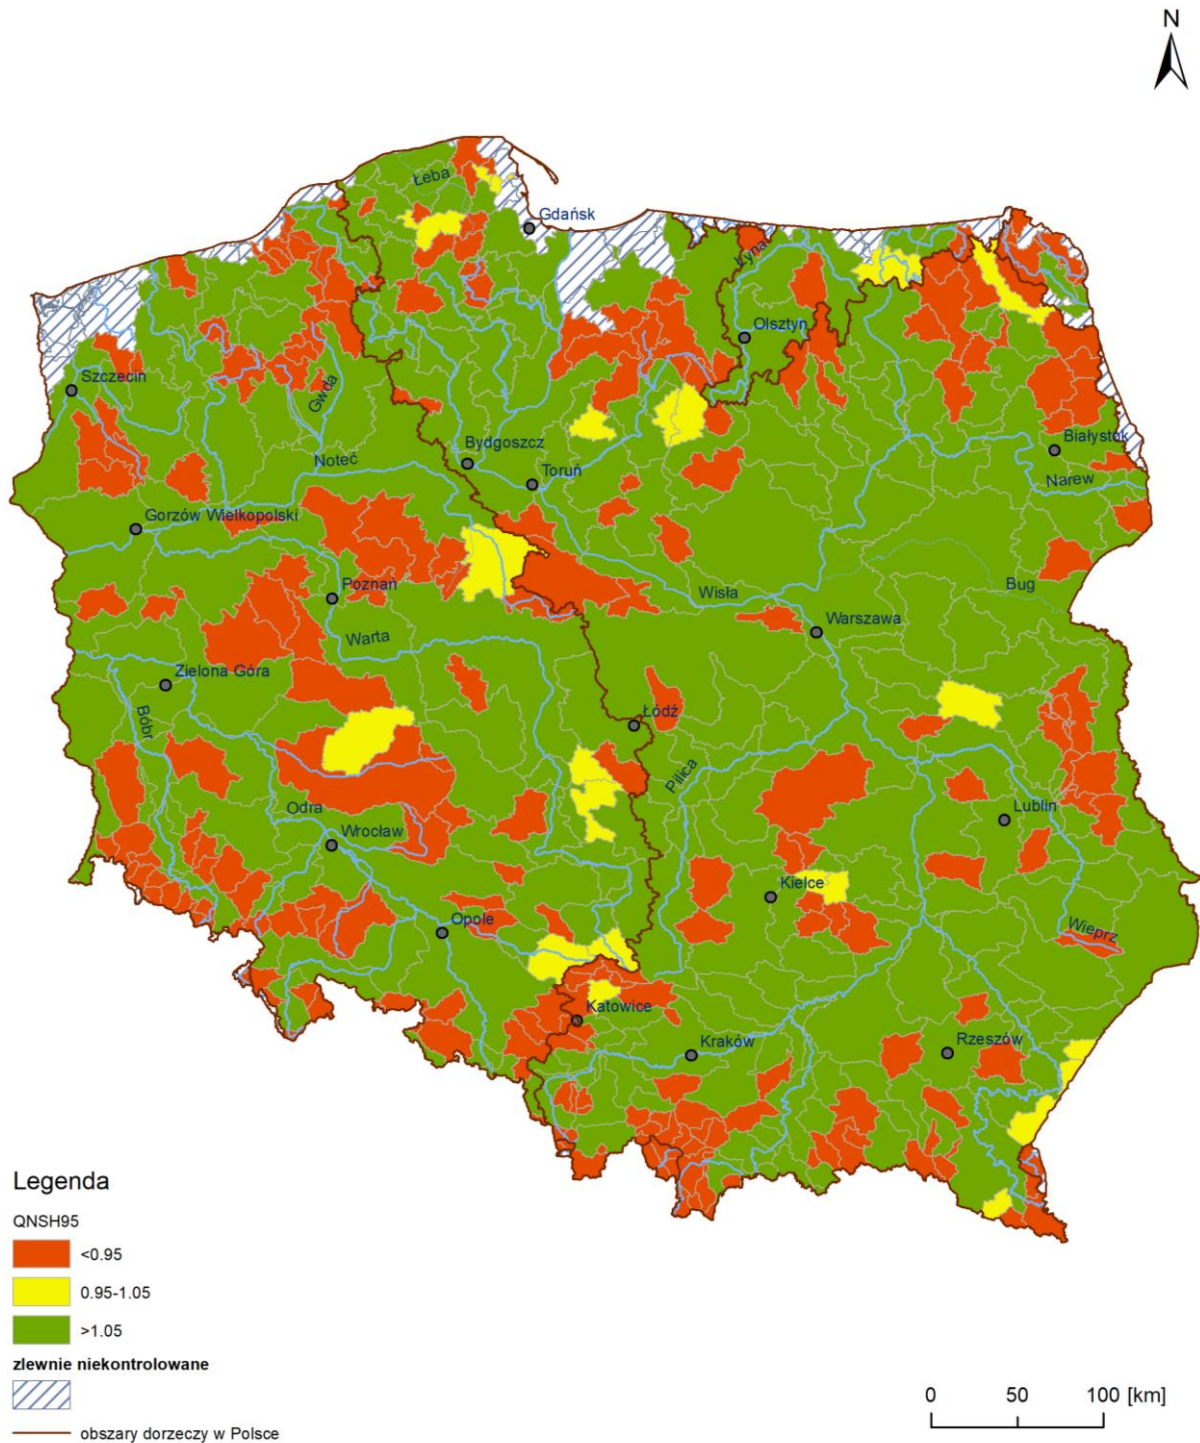 N
Łeba
Gdańsk
Łyna
Olsztyn
Szczecin
Gwda
Białystok
Bydgoszcz
Noteć
Toruń
Narew
Gorzów Wielkopolski
Bug
Poznań
Wisła
Warszawa
Warta
Zielona Góra
Bóbr
Łódź
Pilica
Odra
Lublin
Wrocław
Kielce
Opole
Wieprz
Katowice
Kraków
Rzeszów
Legenda
QNSH95
<0.95
0.95-1.05
>1.05
zlewnie niekontrolowane
0 50 100 [km]
obszary dorzeczy w Polsce